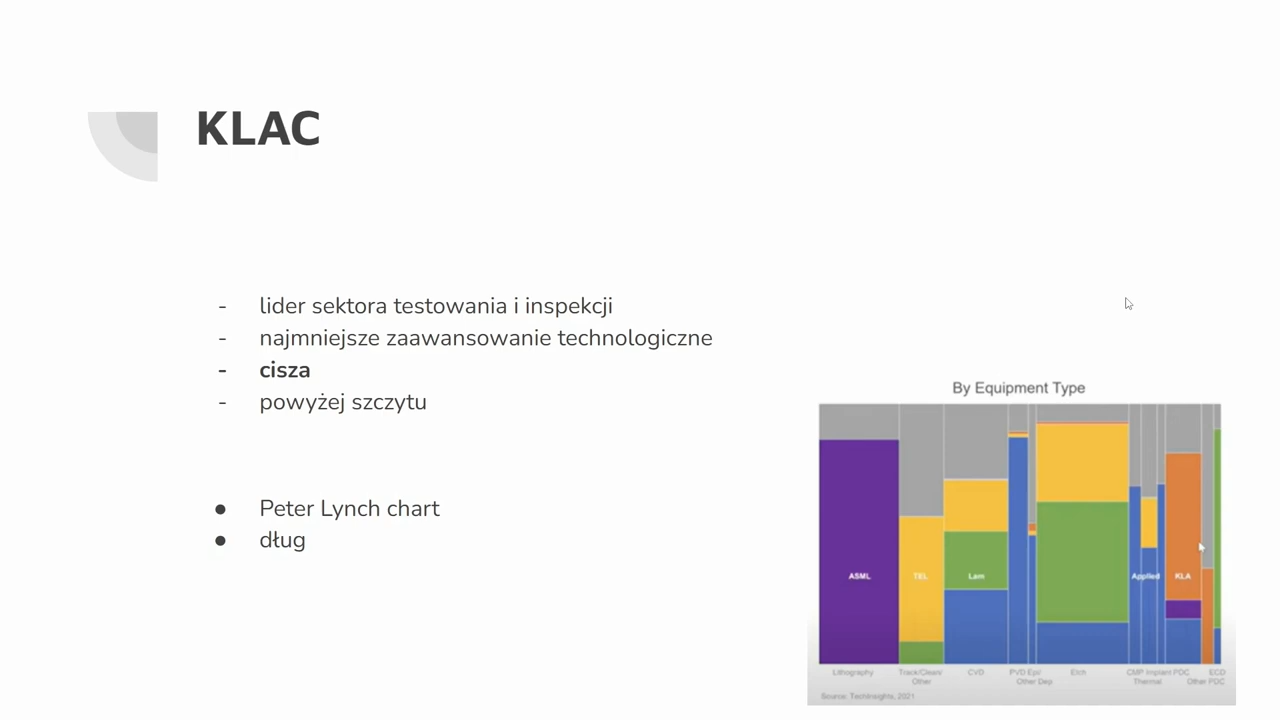 KLAC
- lider sektora testowania i inspekcji
- najmniejsze zaawansowanie technologiczne
- cisza
- powyżej szczytu
● Peter Lynch chart
● dług
By Equipment Type
ASML TEL Lam Applied KLA
Lithography Track/Clean/ CVD PVD Epi/ Etch CMP Implant PDC ECD
Other Other Dep Thermal Other PDC
Source: TechInsights, 2021